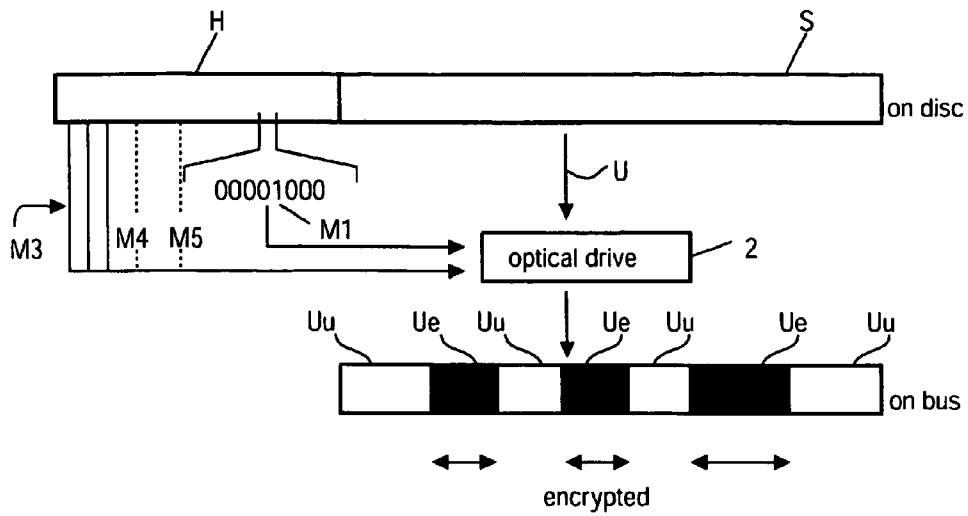 H
S
on disc
U
00001000
M3
M4
M5
M1
optical drive
2
Uu
Ue
Uu
Ue
Uu
Ue
Uu
on bus
encrypted